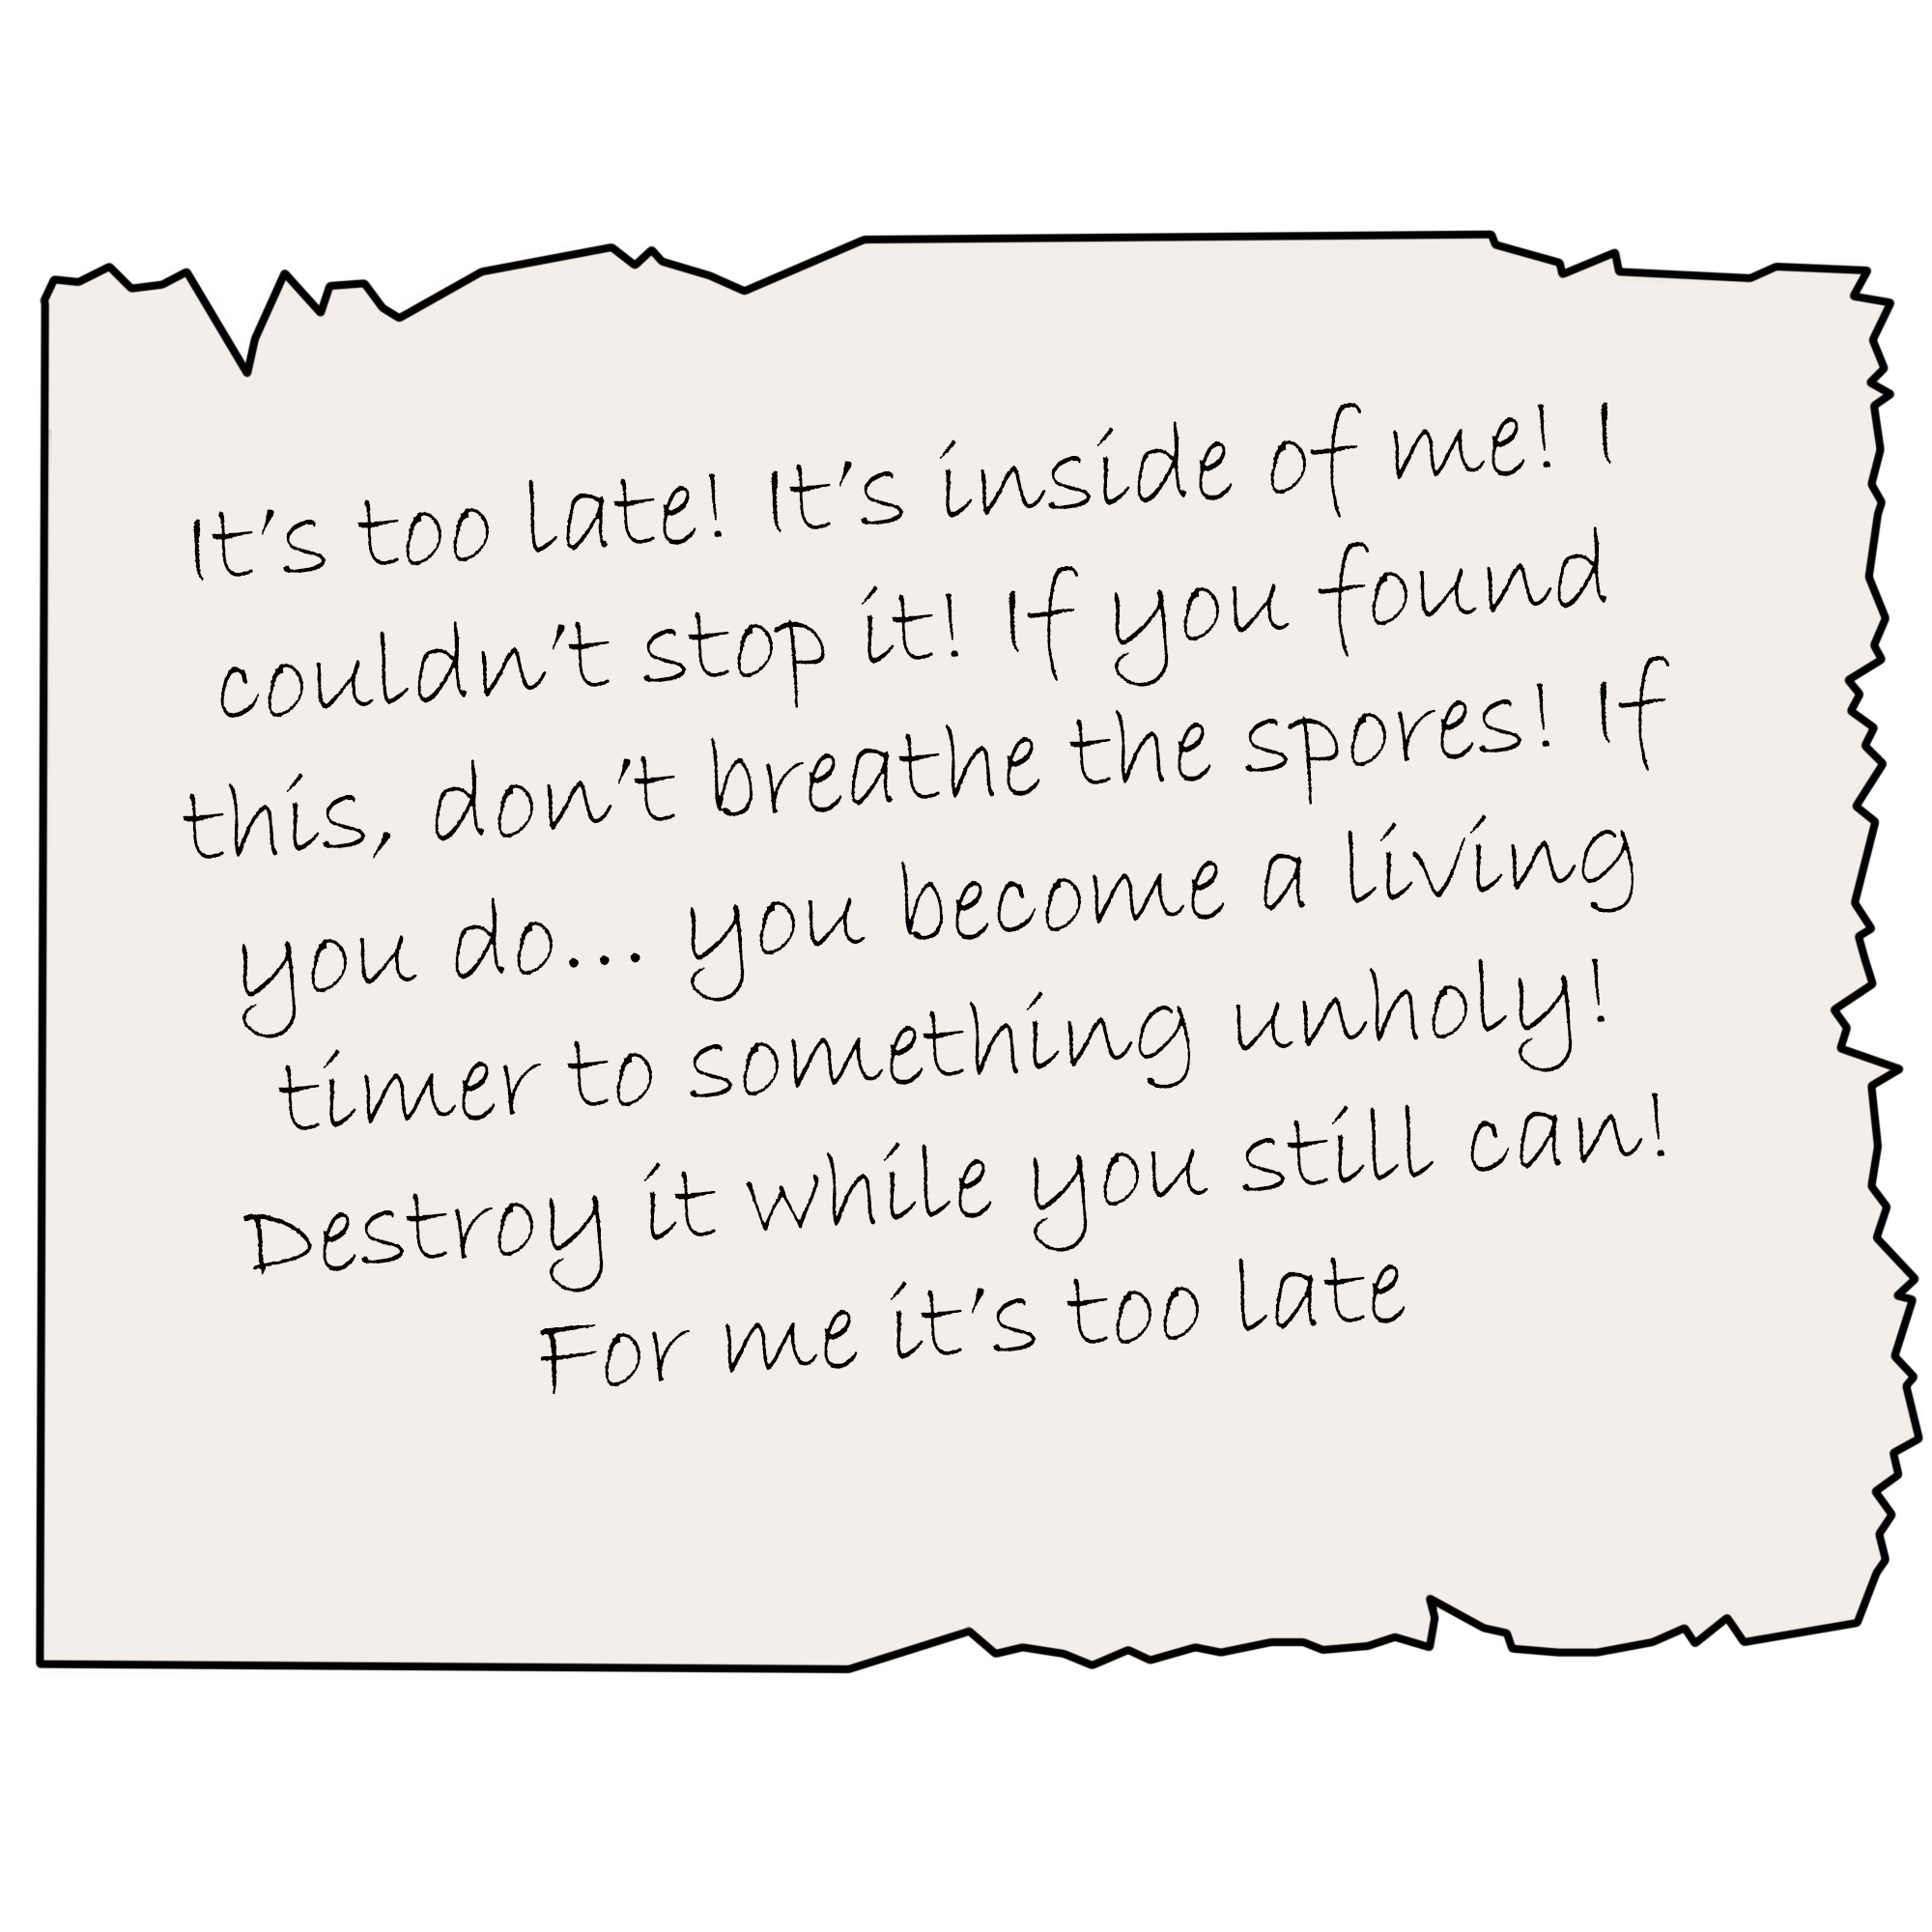 It's too late! It's inside of me! I
couldn't stop it! If you found
this, don't breathe the spores! If
you do... you become a living
timer to something unholy!
Destroy it while you still can!
For me it's too late